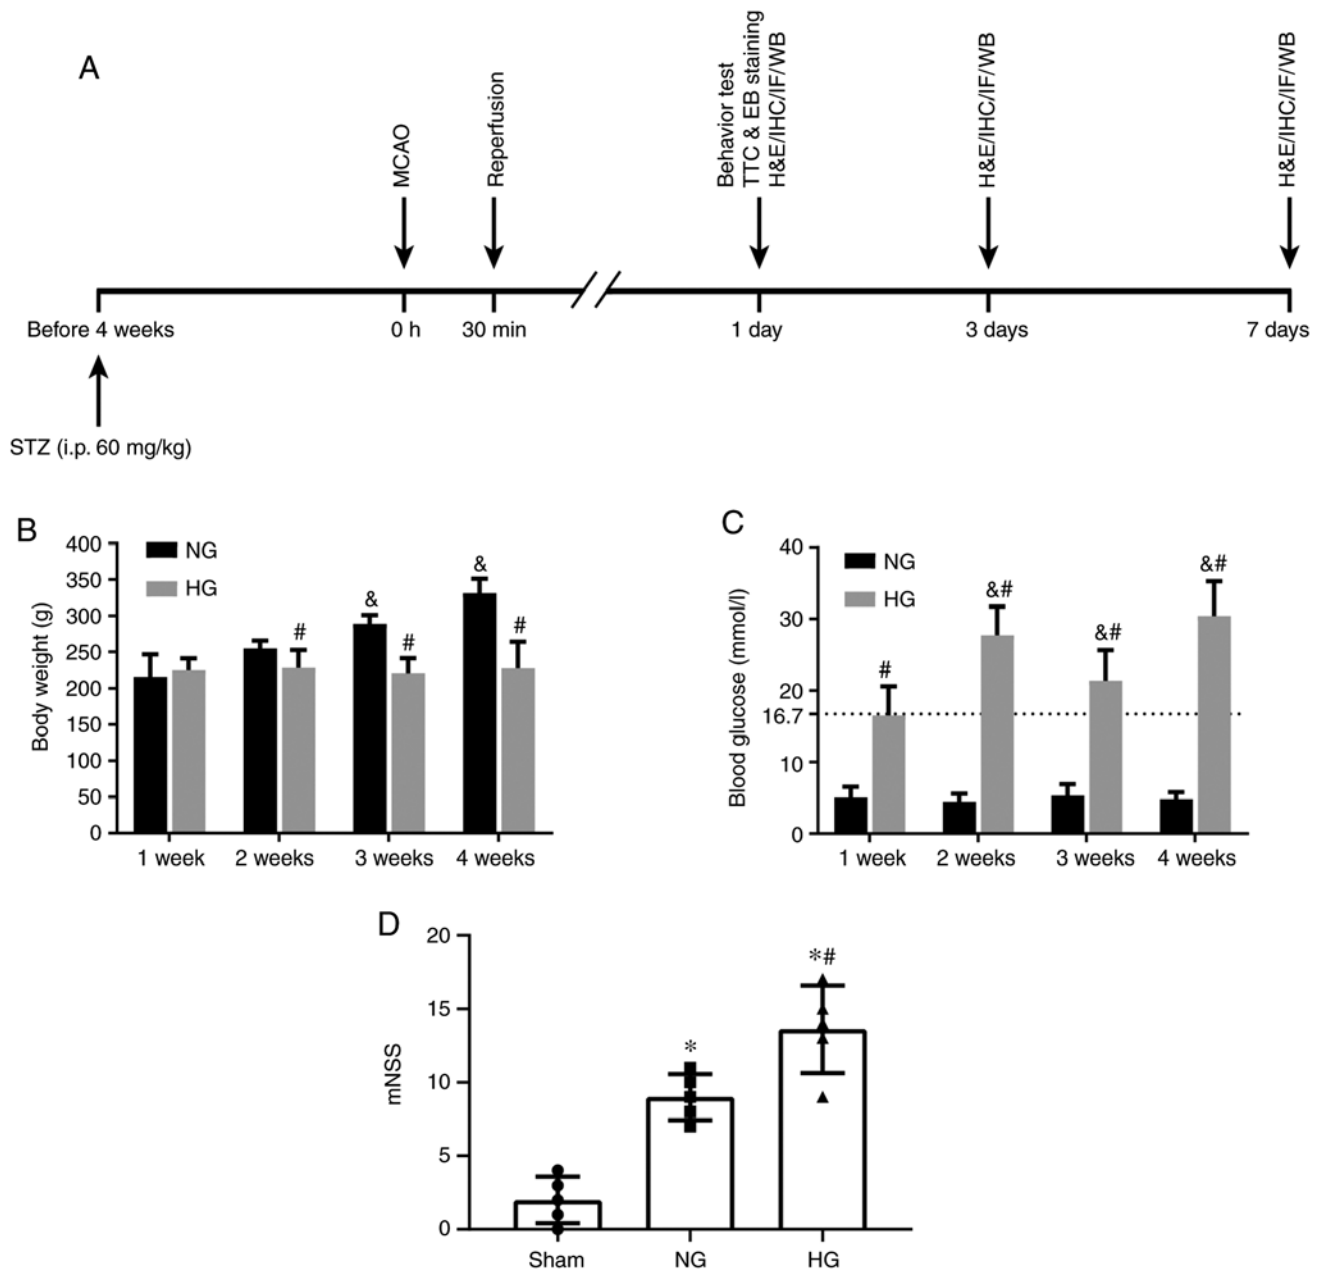 A
MCAO
Reperfusion
Behavior test
TTC & EB staining
H&E/IHC/IF/WB
H&E/IHC/IF/WB
H&E/IHC/IF/WB
Before 4 weeks
0 h
30 min
1 day
3 days
7 days
STZ (i.p. 60 mg/kg)
B
Body weight (g)
400
350
300
250
200
150
100
50
0
NG
HG
#
&
#
&
#
1 week
2 weeks
3 weeks
4 weeks
C
Blood glucose (mmol/l)
40
30
20
16.7
10
0
NG
HG
#
&#
&#
&#
1 week
2 weeks
3 weeks
4 weeks
D
mNSS
20
15
10
5
0
*
*#
Sham
NG
HG